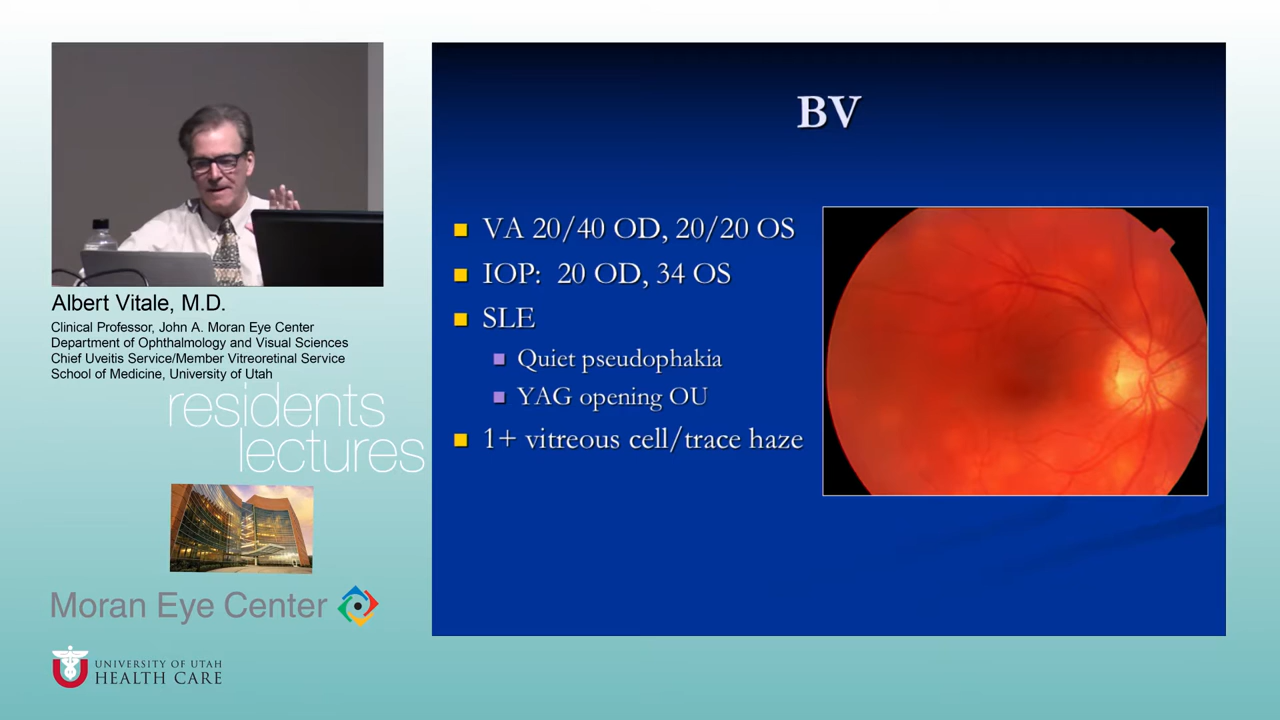 Albert Vitale, M.D.
Clinical Professor, John A. Moran Eye Center
Department of Ophthalmology and Visual Sciences
Chief Uveitis Service/Member Vitreoretinal Service
School of Medicine, University of Utah
residents
lectures
Moran Eye Center
UNIVERSITY OF UTAH
HEALTH CARE
BV
VA 20/40 OD, 20/20 OS
IOP: 20 OD, 34 OS
SLE
Quiet pseudophakia
YAG opening OU
1+ vitreous cell/trace haze